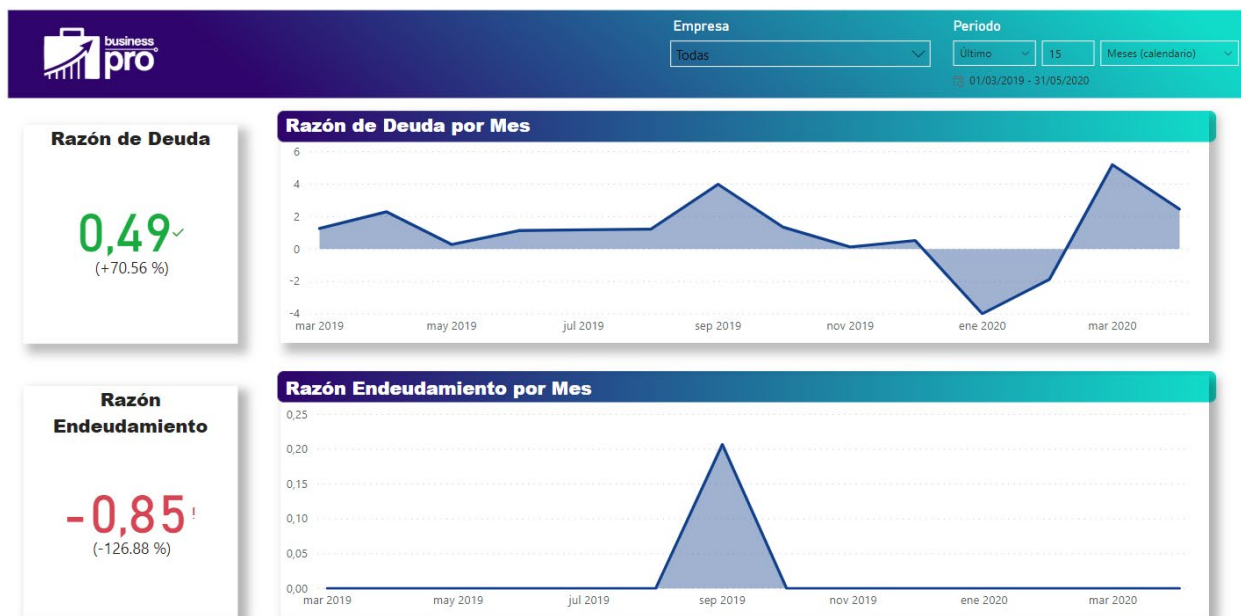 business
pro
Empresa
Todas
Periodo
Último
15
Meses (calendario)
01/03/2019 - 31/05/2020
Razón de Deuda
0,49
(+70.56 %)
Razón de Deuda por Mes
6
4
2
0
-2
-4
mar 2019 may 2019 jul 2019 sep 2019 nov 2019 ene 2020 mar 2020
Razón
Endeudamiento
-0,85 !
(-126.88 %)
Razón Endeudamiento por Mes
0,25
0,20
0,15
0,10
0,05
0,00
mar 2019 may 2019 jul 2019 sep 2019 nov 2019 ene 2020 mar 2020